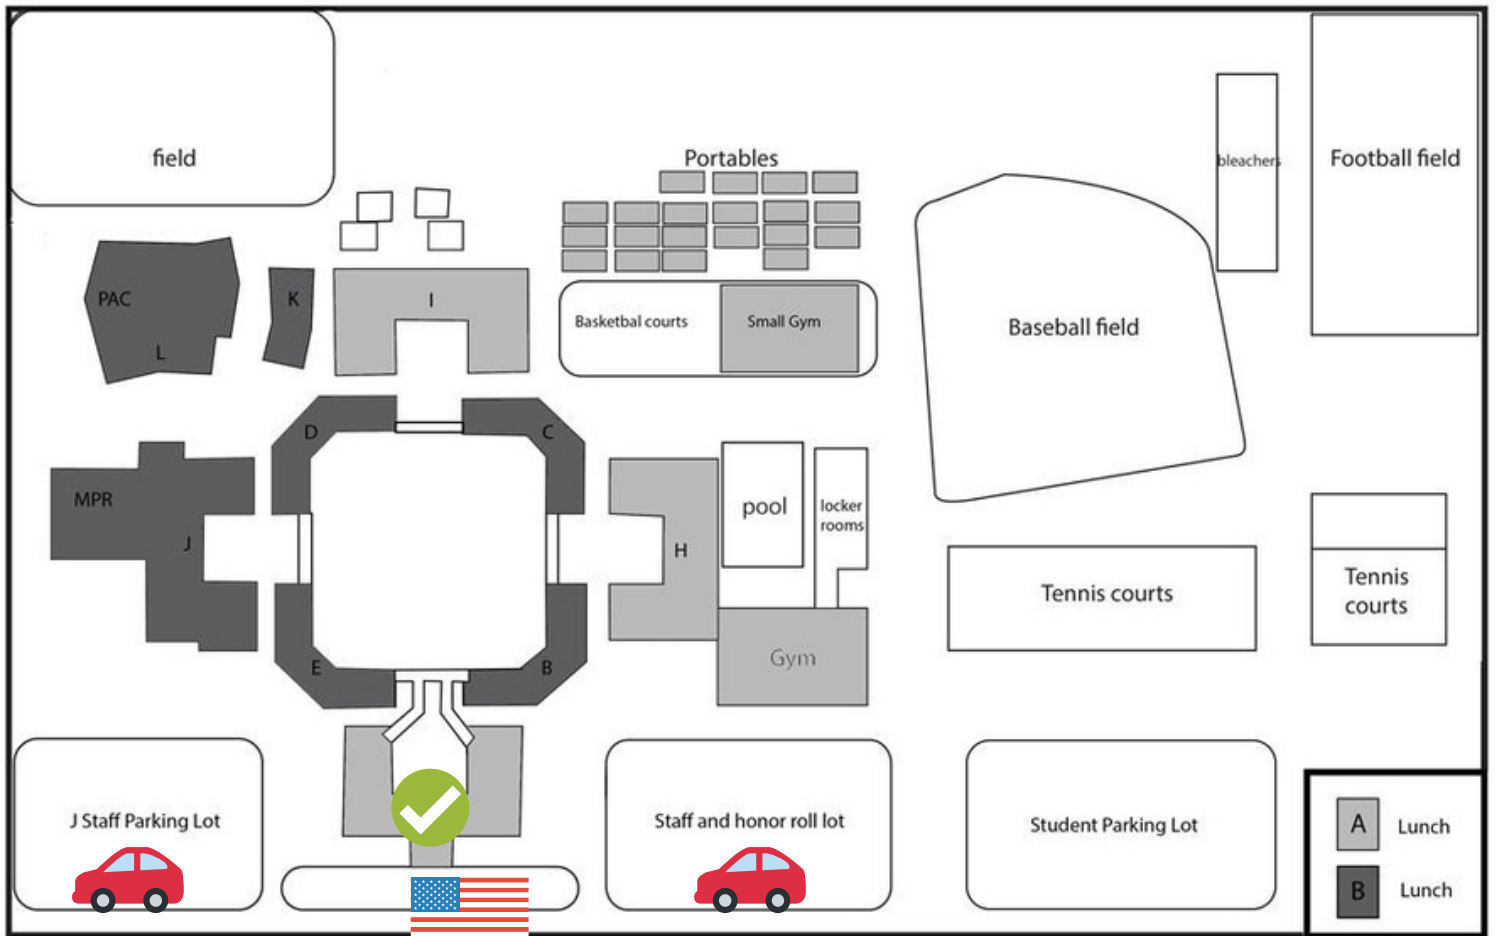 field
Portables
bleachers
Football field
PAC
K
I
Basketbal courts
Small Gym
Baseball field
L
D
C
MPR
J
H
pool
locker
rooms
Tennis courts
Tennis
courts
E
B
Gym
J Staff Parking Lot
Staff and honor roll lot
Student Parking Lot
A Lunch
B Lunch